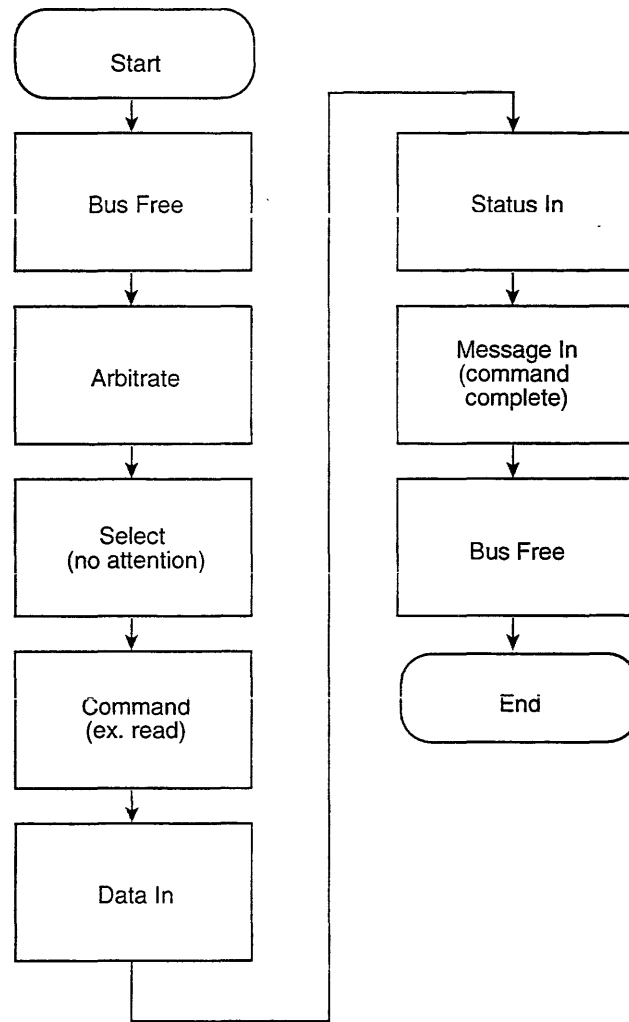 Start
Bus Free
Arbitrate
Select
(no attention)
Command
(ex. read)
Data In
Status In
Message In
(command
complete)
Bus Free
End